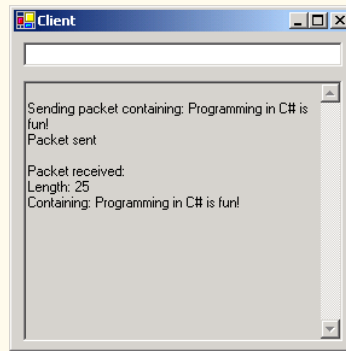 Client
Sending packet containing: Programming in C# is
fun!
Packet sent
Packet received:
Length: 25
Containing: Programming in C# is fun!